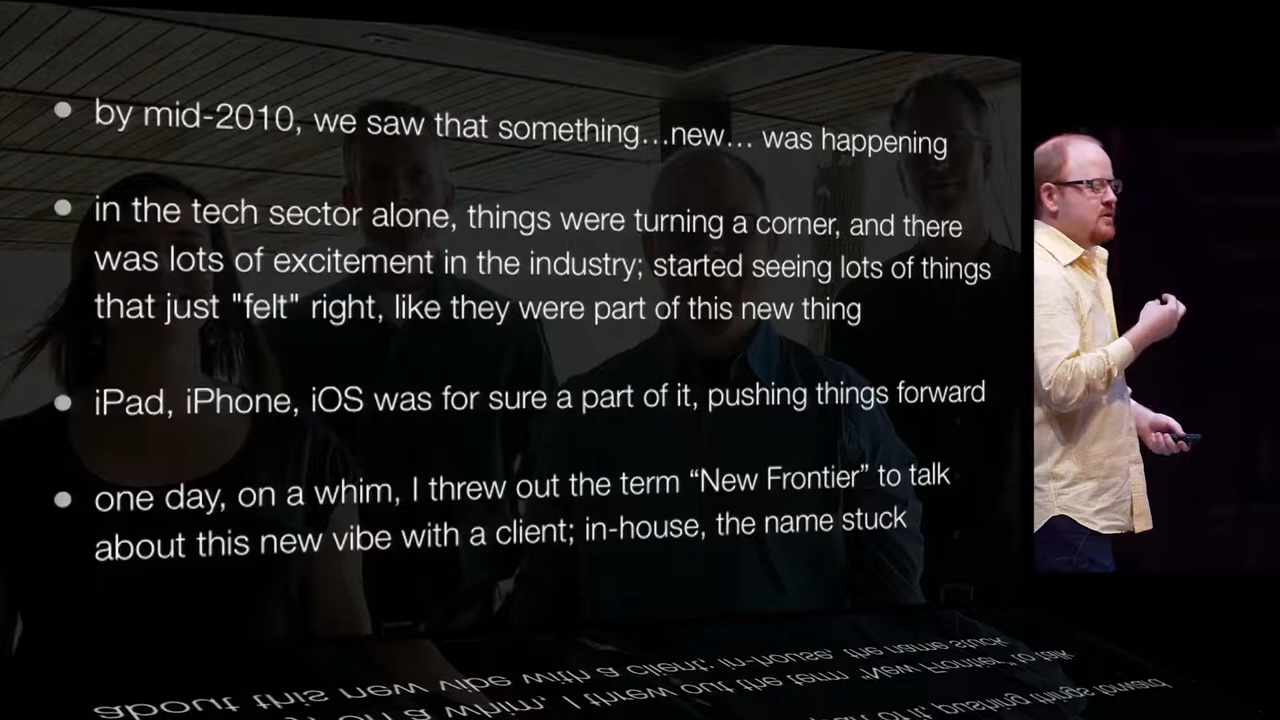 by mid-2010, we saw that something…new… was happening
in the tech sector alone, things were turning a corner, and there
was lots of excitement in the industry; started seeing lots of things
that just "felt" right, like they were part of this new thing
iPad, iPhone, iOS was for sure a part of it, pushing things forward
one day, on a whim, I threw out the term “New Frontier” to talk
about this new vibe with a client; in-house, the name stuck